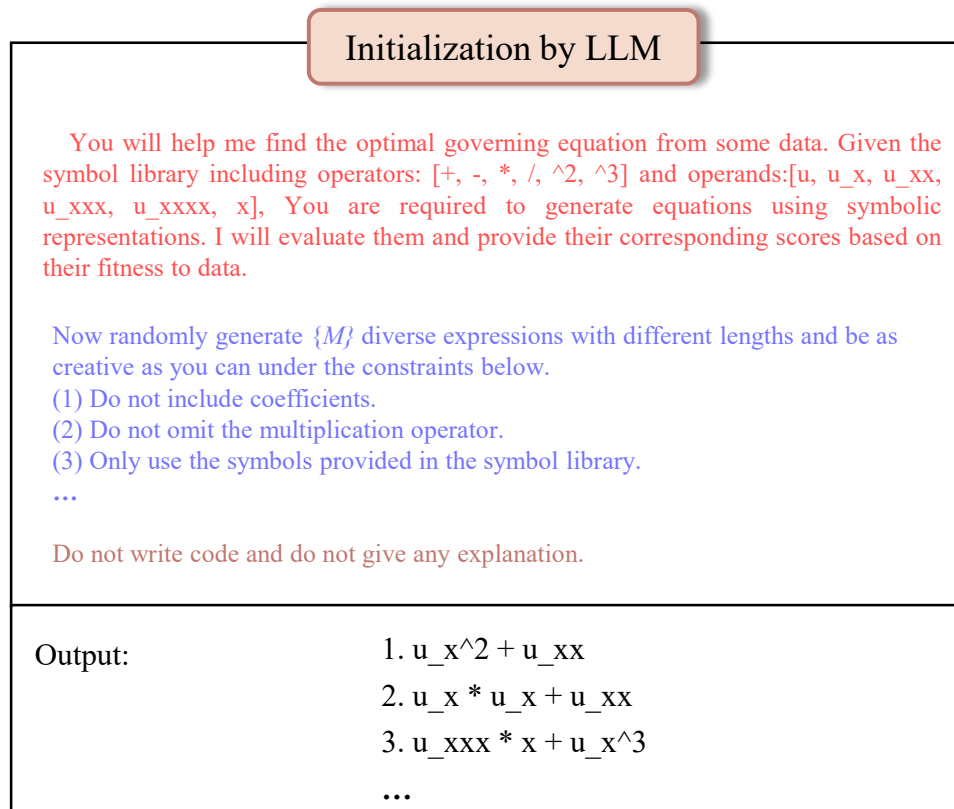 Initialization by LLM
You will help me find the optimal governing equation from some data. Given the
symbol library including operators: [+, -, *, /, ^2, ^3] and operands:[u, u_x, u_xx,
u_xxx, u_xxxx, x], You are required to generate equations using symbolic
representations. I will evaluate them and provide their corresponding scores based on
their fitness to data.
Now randomly generate {M} diverse expressions with different lengths and be as
creative as you can under the constraints below.
(1) Do not include coefficients.
(2) Do not omit the multiplication operator.
(3) Only use the symbols provided in the symbol library.
...
Do not write code and do not give any explanation.
Output:
1. u_x^2 + u_xx
2. u_x * u_x + u_xx
3. u_xxx * x + u_x^3
...